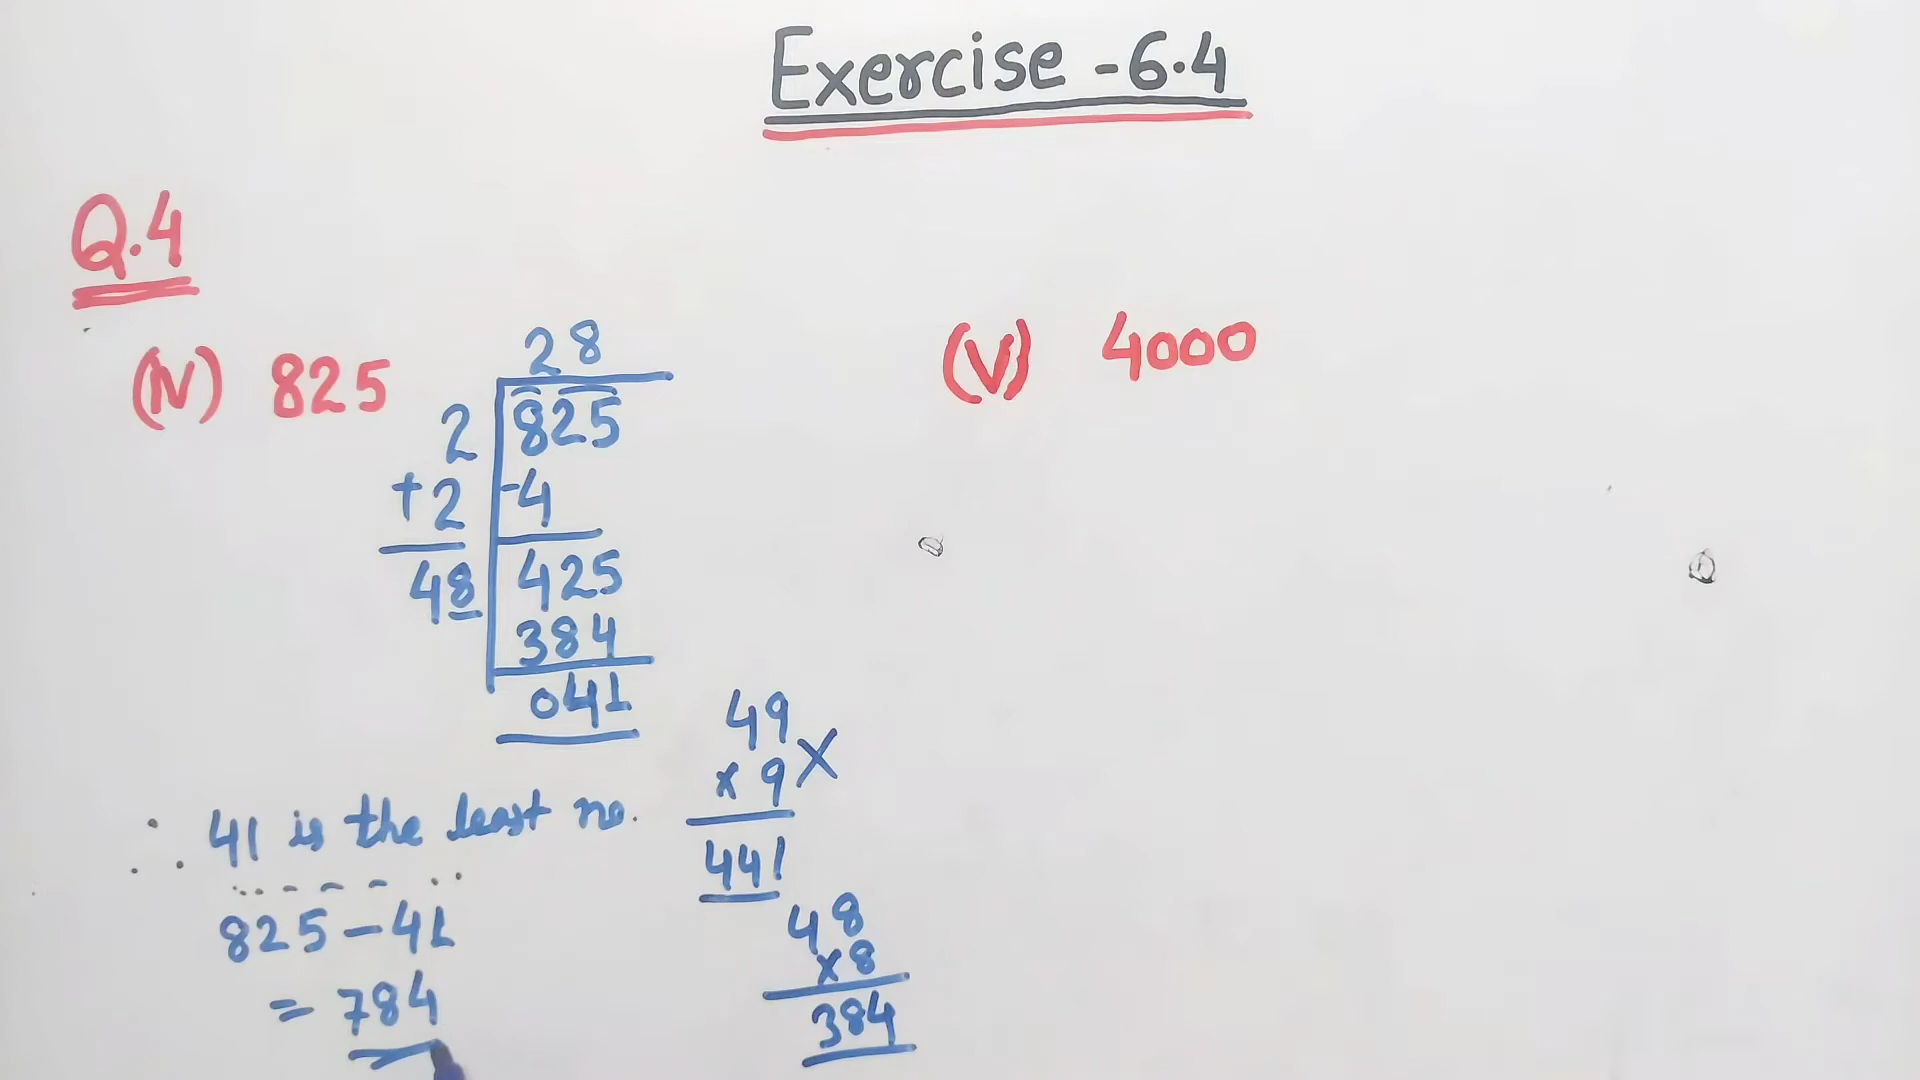 Exercise - 6.4
Q.4
(IV) 825
28
2 825
+2 -4
48 425
384
041
49
× 9 ×
441
48
×8
384
∴ 41 is the least no.
825 - 41
= 784
(V) 4000